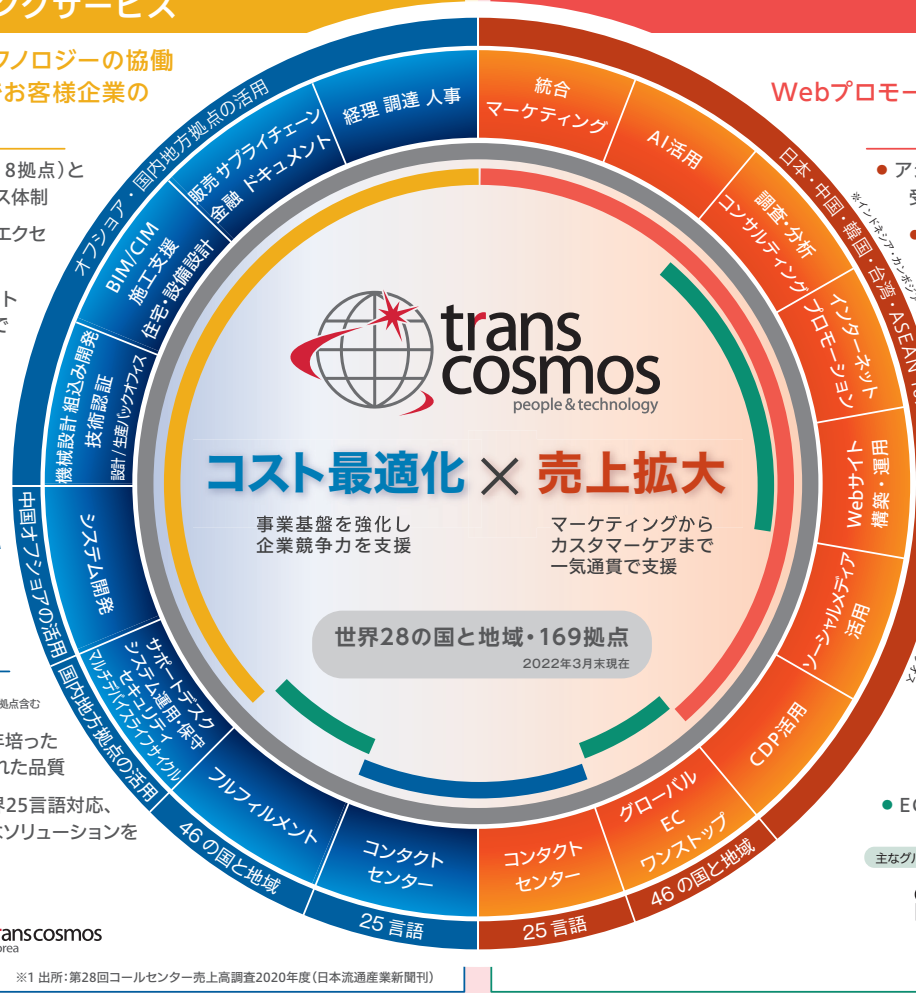 ングサービス
クノロジーの協働
でお客様企業の
8拠点)と
ス体制
エクセ
ット
で
拠点含む
年培った
れた品質
界25言語対応、
なソリューションを
transcosmos
korea
※1 出所：第28回コールセンター売上高調査2020年度(日本流通産業新聞刊)
Webプロモー
● ア
受
● EC
主なグル
オフショア・国内地方拠点の活用
経理 調達 人事
販売 サプライチェーン
金融 ドキュメント
BIM/CIM
施工支援
住宅・設備設計
機械設計 組込み開発
技術認証
設計/生産バックオフィス
中国オフショアの活用
システム開発
国内地方拠点の活用
サポートデスク
システム運用・保守
セキュリティ
マルチデバイスライフサイクル
46の国と地域
フルフィルメント
25言語
コンタクト
センター
統合
マーケティング
AI活用
調査・分析
コンサルティング
インターネット
プロモーション
Webサイト
構築・運用
ソーシャルメディア
活用
CDP活用
グローバル
EC
ワンストップ
46の国と地域
コンタクト
センター
25言語
日本・中国・韓国・台湾・ASEAN
※インドネシア・カンボジア
trans
cosmos
people & technology
コスト最適化 × 売上拡大
事業基盤を強化し
企業競争力を支援
マーケティングから
カスタマーケアまで
一気通貫で支援
世界28の国と地域・169拠点
2022年3月末現在